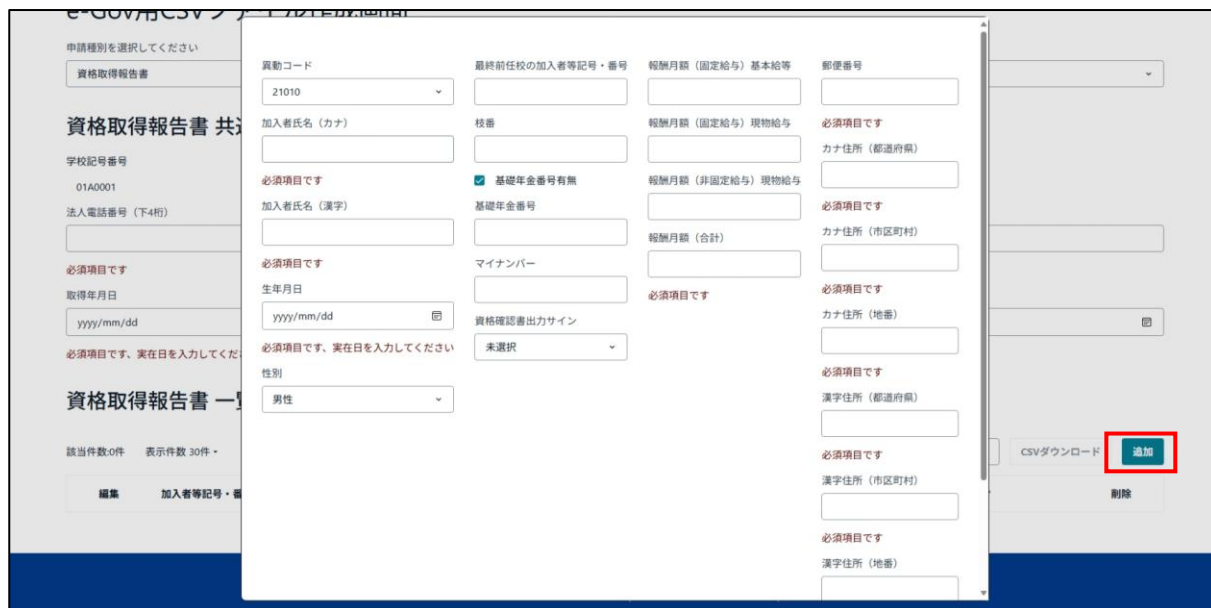 e-Gov用CSVファイル作成画面
申請種別を選択してください
資格取得報告書
資格取得報告書 共
学校記号番号
01A0001
法人電話番号（下4桁）
必須項目です
取得年月日
yyyy/mm/dd
必須項目です、実在日を入力してくだ
資格取得報告書 一
該当件数:0件 表示件数 30件
編集 加入者等記号・番
異動コード
21010
加入者氏名（カナ）
必須項目です
加入者氏名（漢字）
必須項目です
生年月日
yyyy/mm/dd
必須項目です、実在日を入力してください
性別
男性
最終前任校の加入者等記号・番号
枝番
基礎年金番号有無
基礎年金番号
マイナンバー
資格確認書出力サイン
未選択
報酬月額（固定給与）基本給等
報酬月額（固定給与）現物給与
報酬月額（非固定給与）現物給与
報酬月額（合計）
必須項目です
郵便番号
必須項目です
カナ住所（都道府県）
必須項目です
カナ住所（市区町村）
必須項目です
カナ住所（地番）
必須項目です
漢字住所（都道府県）
必須項目です
漢字住所（市区町村）
必須項目です
漢字住所（地番）
CSVダウンロード 追加
削除